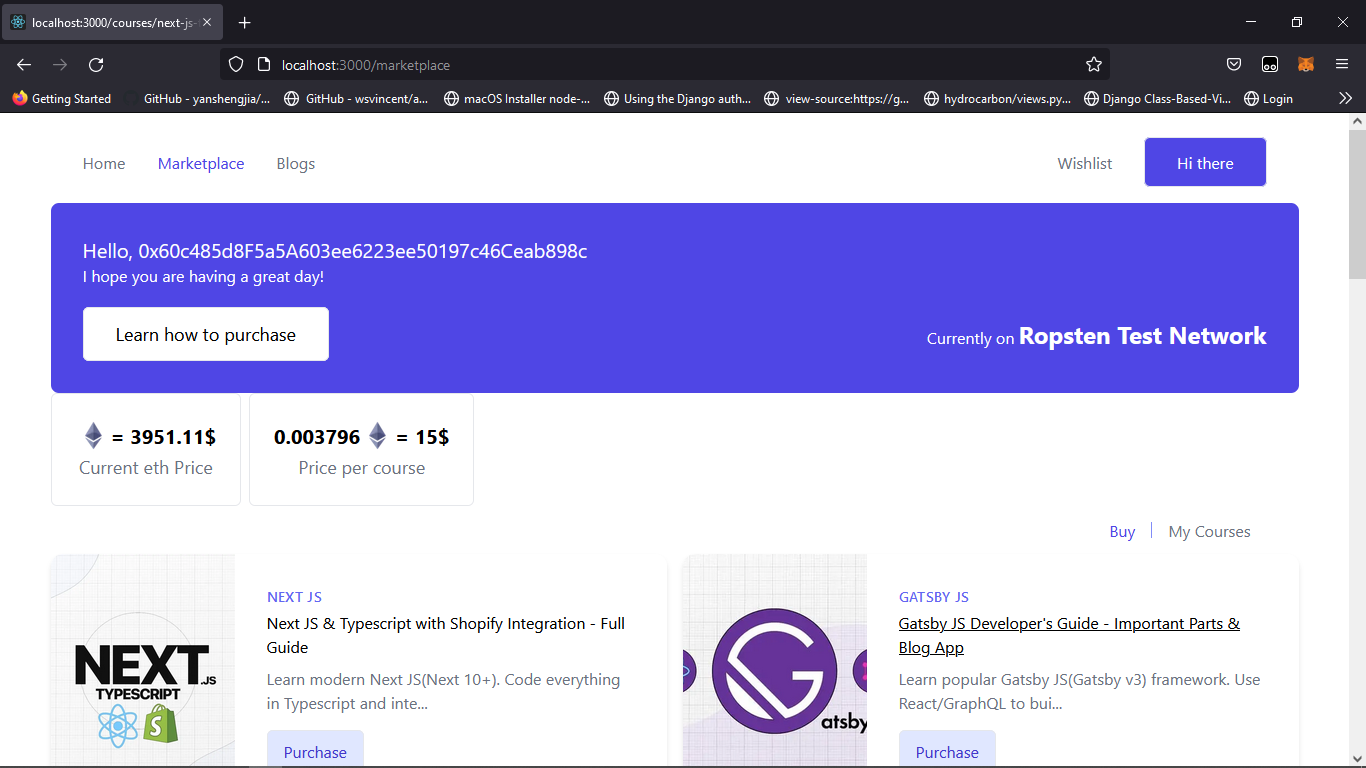 localhost:3000/courses/next-js-
localhost:3000/marketplace
Getting Started
GitHub - yanshengjia/...
GitHub - wsvincent/a...
macOS Installer node-...
Using the Django auth...
view-source:https://g...
hydrocarbon/views.py...
Django Class-Based-Vi...
Login
Home
Marketplace
Blogs
Wishlist
Hi there
Hello, 0x60c485d8F5a5A603ee6223ee50197c46Ceab898c
I hope you are having a great day!
Learn how to purchase
Currently on Ropsten Test Network
= 3951.11$
Current eth Price
0.003796 = 15$
Price per course
Buy
My Courses
NEXT.JS
TYPESCRIPT
NEXT JS
Next JS & Typescript with Shopify Integration - Full
Guide
Learn modern Next JS(Next 10+). Code everything
in Typescript and inte...
Purchase
atsby
GATSBY JS
Gatsby JS Developer's Guide - Important Parts &
Blog App
Learn popular Gatsby JS(Gatsby v3) framework. Use
React/GraphQL to bui...
Purchase